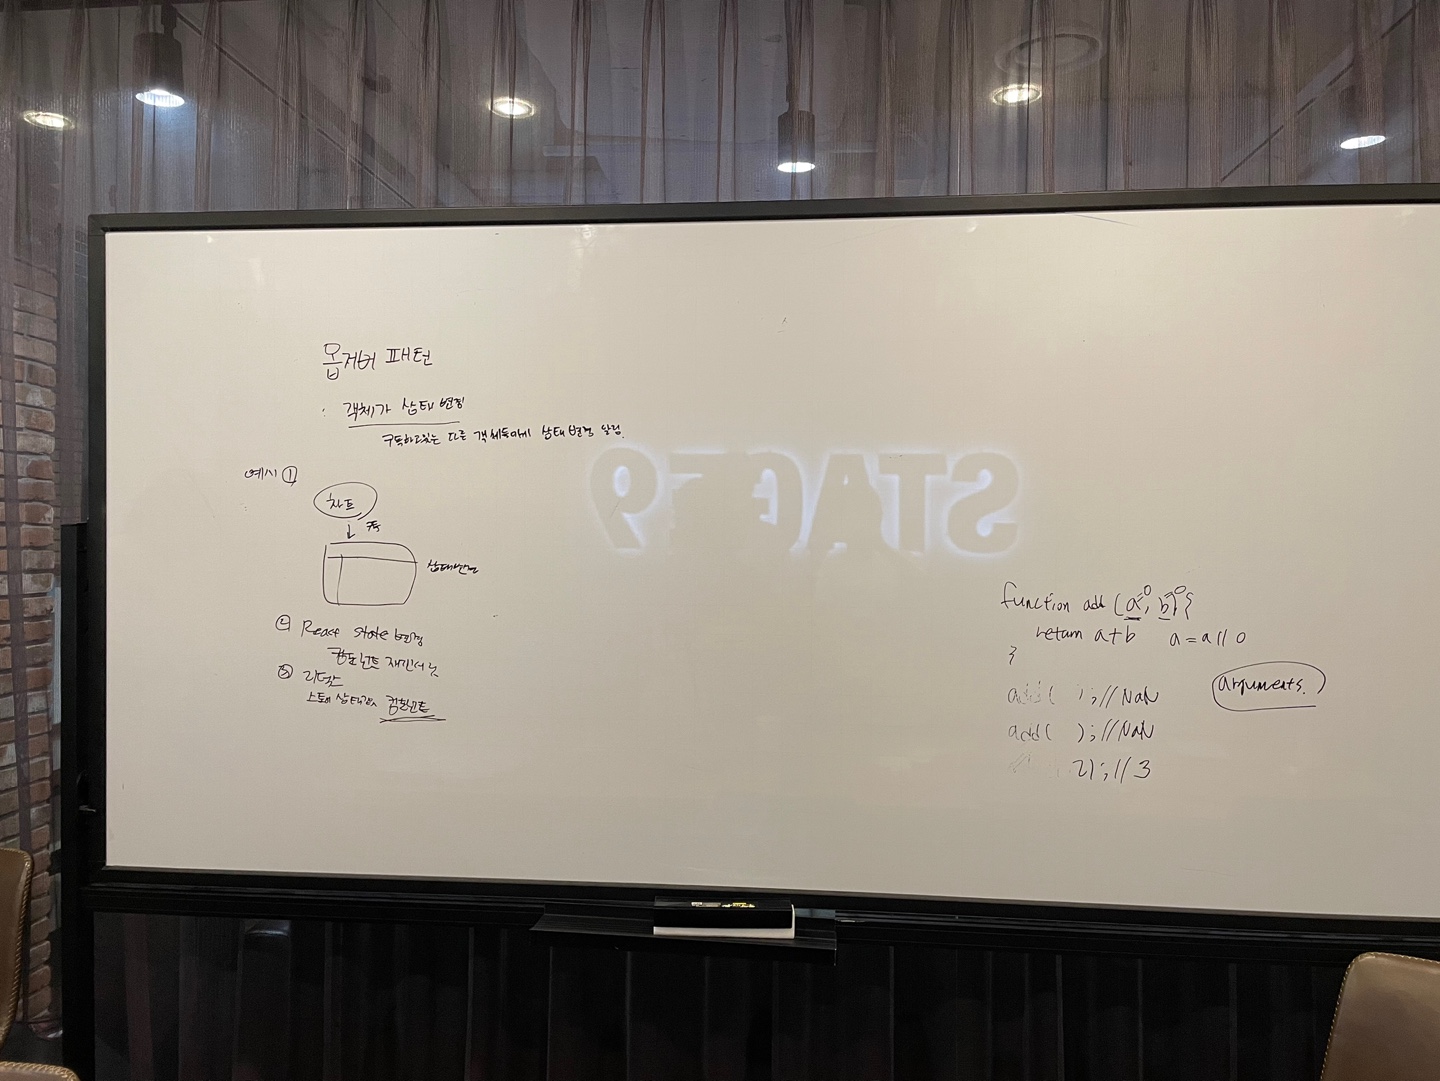 옵저버 패턴
: 객체가 상태 변경
구독하고있는 다른 객체들에게 상태변경 알림.
예시 ①
차트
상태변경
② React state 변경
컴포넌트 재렌더링
③ 리덕스
스토어 상태 컴포넌트
STAGE9
function add (a=0, b=0) {
return a+b a=a||0
}
add( );//NaN
arguments.
add( );//NaN
2);//3